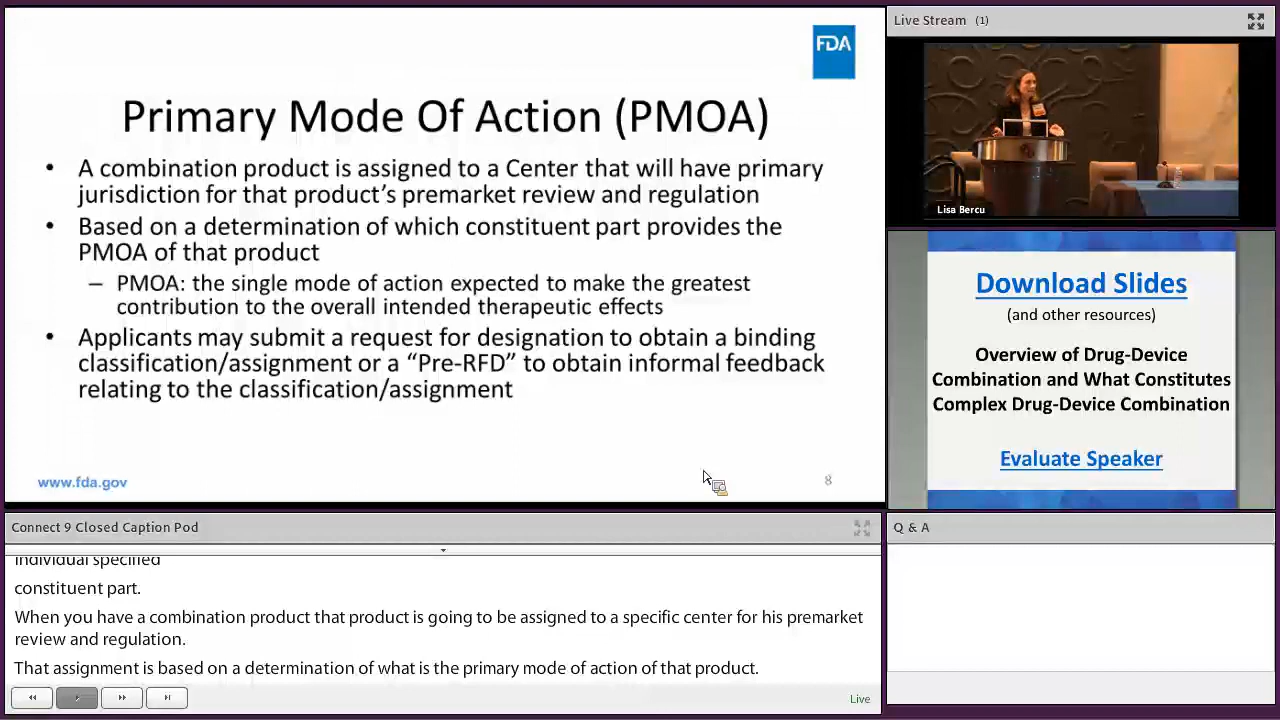 FDA
Primary Mode Of Action (PMOA)
• A combination product is assigned to a Center that will have primary
jurisdiction for that product's premarket review and regulation
• Based on a determination of which constituent part provides the
PMOA of that product
– PMOA: the single mode of action expected to make the greatest
contribution to the overall intended therapeutic effects
• Applicants may submit a request for designation to obtain a binding
classification/assignment or a “Pre-RFD” to obtain informal feedback
relating to the classification/assignment
www.fda.gov
8
Live Stream (1)
Lisa Bercu
Download Slides
(and other resources)
Overview of Drug-Device
Combination and What Constitutes
Complex Drug-Device Combination
Evaluate Speaker
Connect 9 Closed Caption Pod
individual specified
constituent part.
When you have a combination product that product is going to be assigned to a specific center for his premarket
review and regulation.
That assignment is based on a determination of what is the primary mode of action of that product.
Live
Q & A